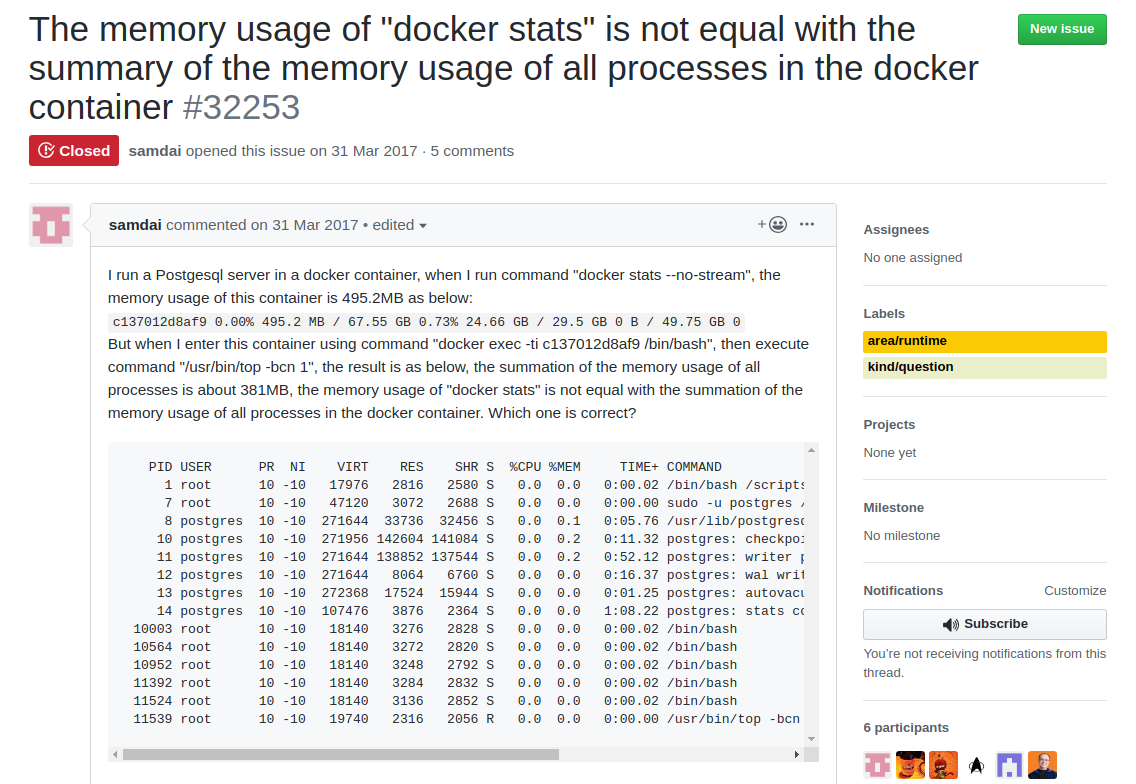 The memory usage of "docker stats" is not equal with the
summary of the memory usage of all processes in the docker
container #32253
New issue
Closed samdai opened this issue on 31 Mar 2017 · 5 comments
samdai commented on 31 Mar 2017 • edited
I run a Postgesql server in a docker container, when I run command "docker stats --no-stream", the
memory usage of this container is 495.2MB as below:
c137012d8af9 0.00% 495.2 MB / 67.55 GB 0.73% 24.66 GB / 29.5 GB 0 B / 49.75 GB 0
But when I enter this container using command "docker exec -ti c137012d8af9 /bin/bash", then execute
command "/usr/bin/top -bcn 1", the result is as below, the summation of the memory usage of all
processes is about 381MB, the memory usage of "docker stats" is not equal with the summation of the
memory usage of all processes in the docker container. Which one is correct?
PID USER PR NI VIRT RES SHR S %CPU %MEM TIME+ COMMAND
1 root 10 -10 17976 2816 2580 S 0.0 0.0 0:00.02 /bin/bash /scripts
7 root 10 -10 47120 3072 2688 S 0.0 0.0 0:00.00 sudo -u postgres /
8 postgres 10 -10 271644 33736 32456 S 0.0 0.1 0:05.76 /usr/lib/postgresq
10 postgres 10 -10 271956 142604 141084 S 0.0 0.2 0:11.32 postgres: checkpoi
11 postgres 10 -10 271644 138852 137544 S 0.0 0.2 0:52.12 postgres: writer p
12 postgres 10 -10 271644 8064 6760 S 0.0 0.0 0:16.37 postgres: wal writ
13 postgres 10 -10 272368 17524 15944 S 0.0 0.0 0:01.25 postgres: autovacu
14 postgres 10 -10 107476 3876 2364 S 0.0 0.0 1:08.22 postgres: stats co
10003 root 10 -10 18140 3276 2828 S 0.0 0.0 0:00.02 /bin/bash
10564 root 10 -10 18140 3272 2820 S 0.0 0.0 0:00.02 /bin/bash
10952 root 10 -10 18140 3248 2792 S 0.0 0.0 0:00.02 /bin/bash
11392 root 10 -10 18140 3284 2832 S 0.0 0.0 0:00.02 /bin/bash
11524 root 10 -10 18140 3136 2852 S 0.0 0.0 0:00.02 /bin/bash
11539 root 10 -10 19740 2316 2056 R 0.0 0.0 0:00.00 /usr/bin/top -bcn
Assignees
No one assigned
Labels
area/runtime
kind/question
Projects
None yet
Milestone
No milestone
Notifications Customize
Subscribe
You're not receiving notifications from this
thread.
6 participants